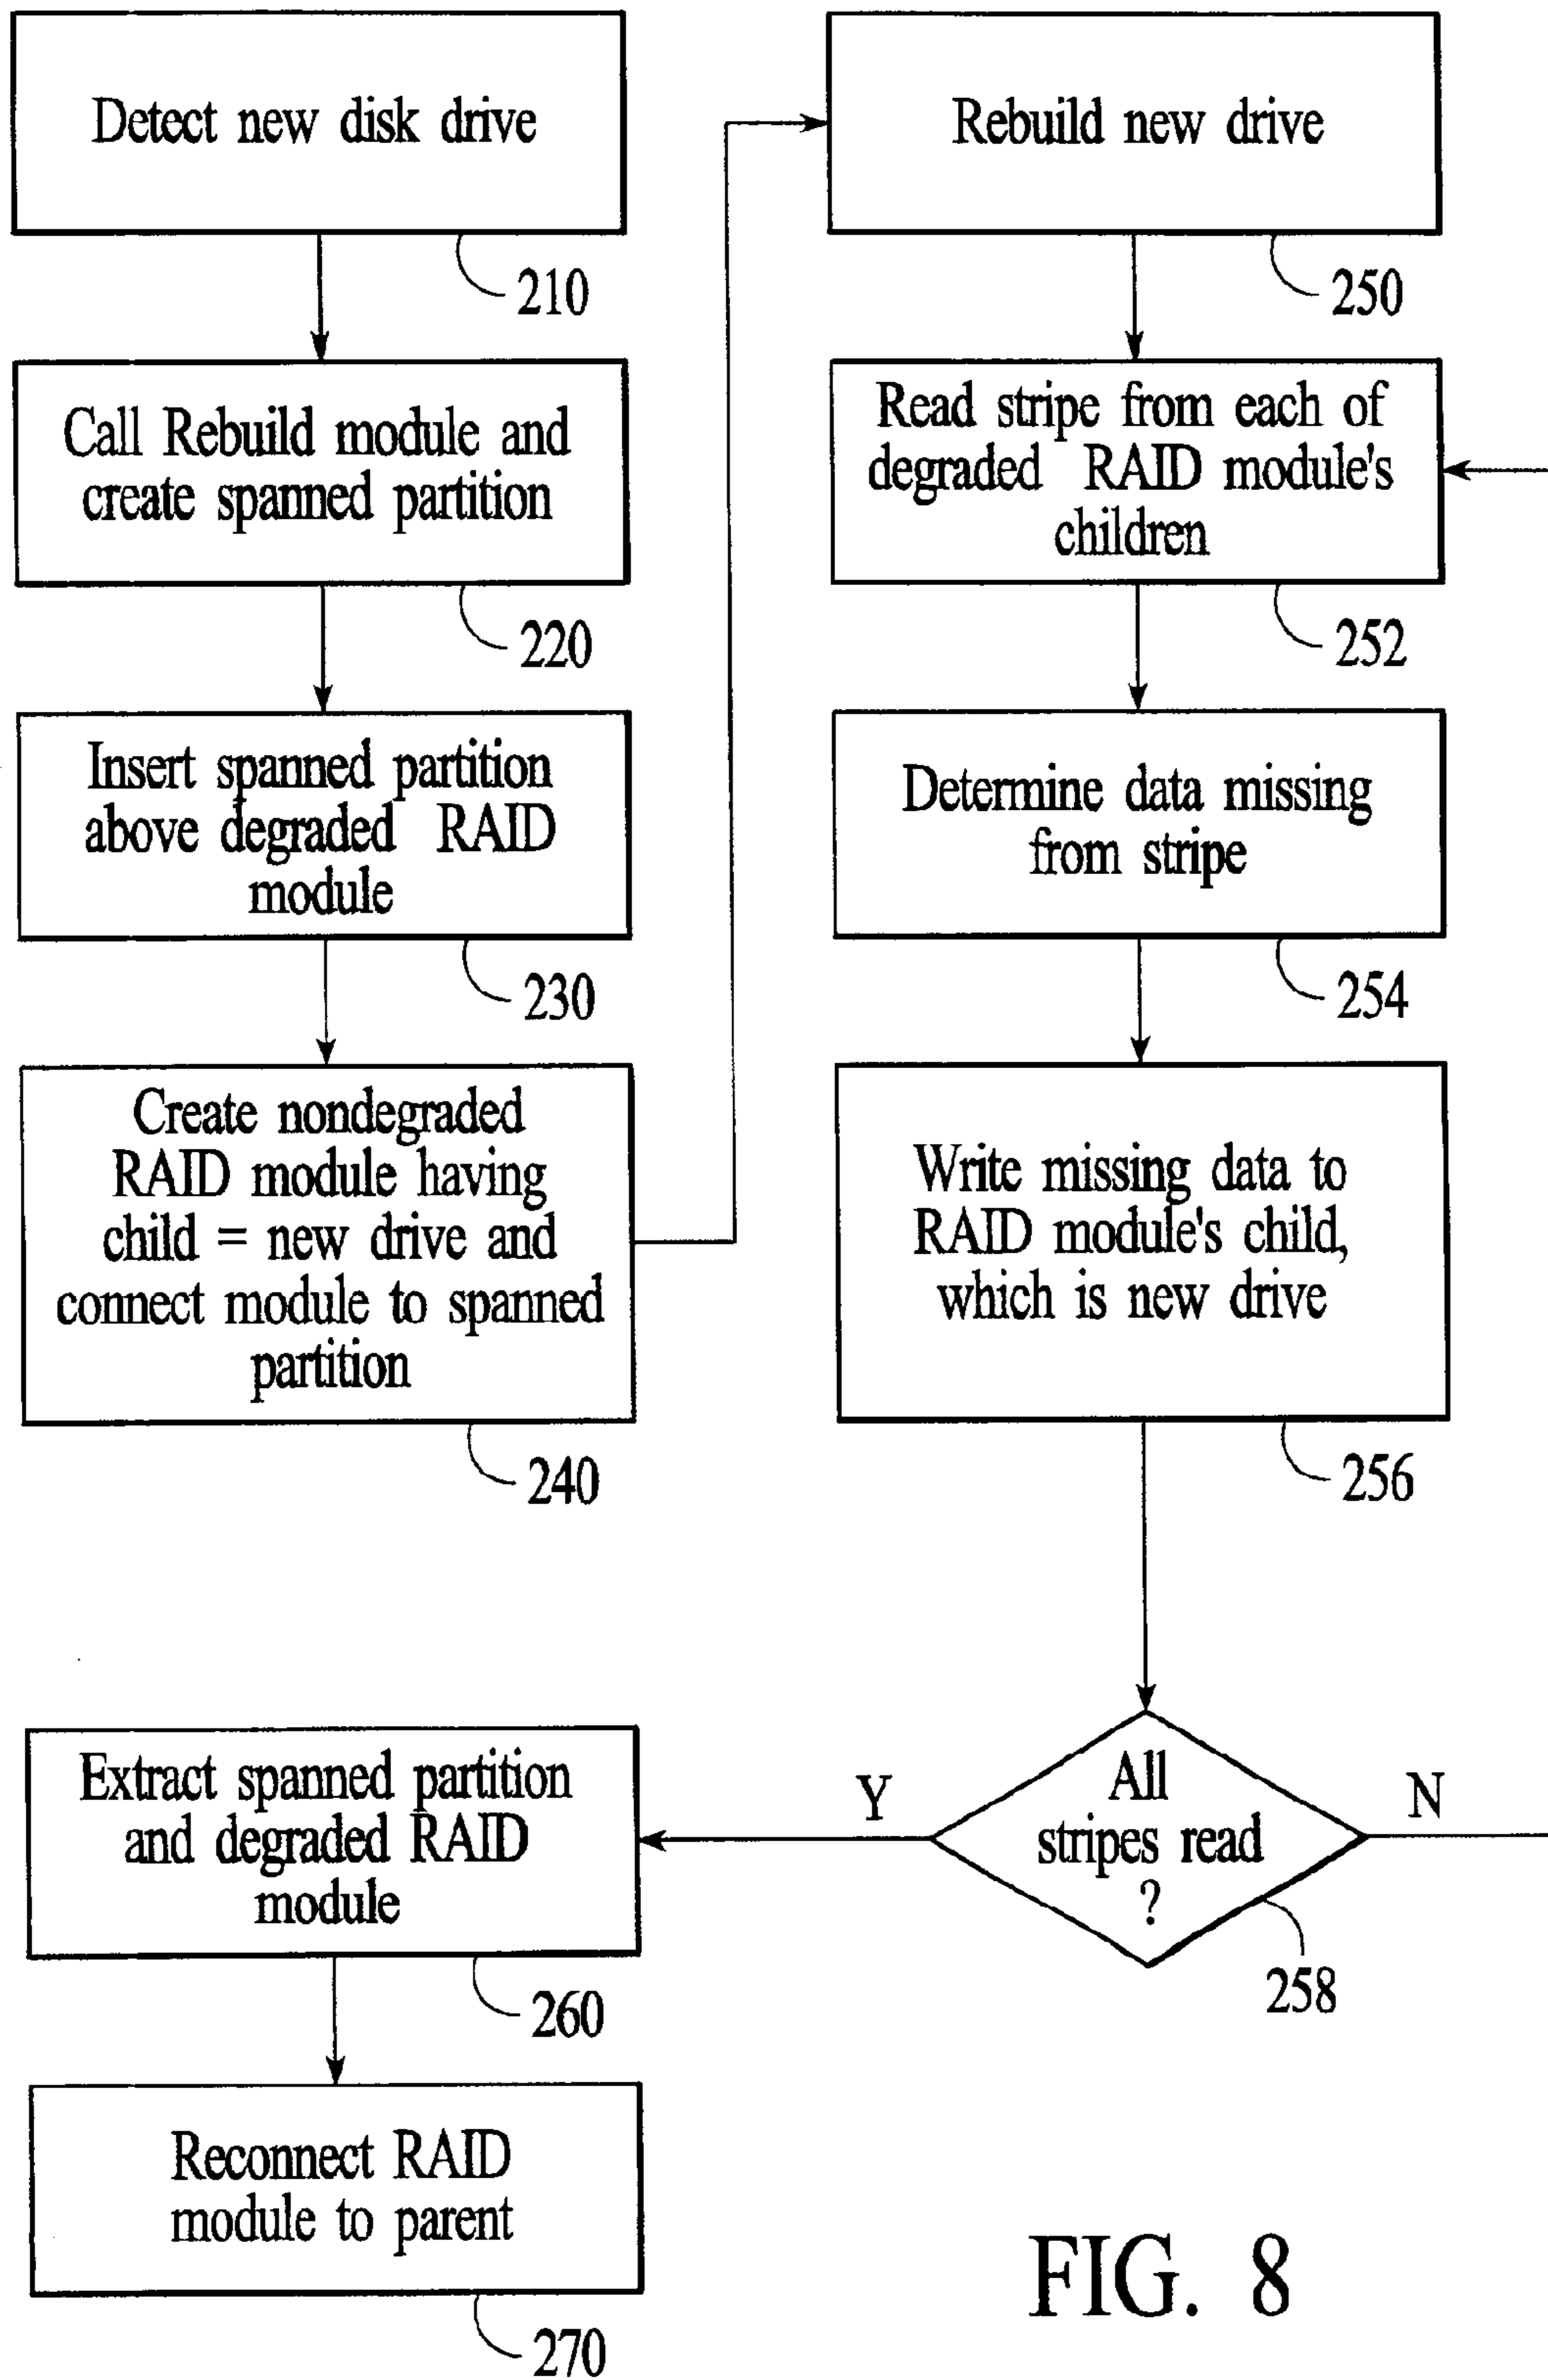 Detect new disk drive
210
Call Rebuild module and
create spanned partition
220
Insert spanned partition
above degraded RAID
module
230
Create nondegraded
RAID module having
child = new drive and
connect module to spanned
partition
240
Rebuild new drive
250
Read stripe from each of
degraded RAID module's
children
252
Determine data missing
from stripe
254
Write missing data to
RAID module's child,
which is new drive
256
All
stripes read
?
Y
N
258
Extract spanned partition
and degraded RAID
module
260
Reconnect RAID
module to parent
270
FIG. 8